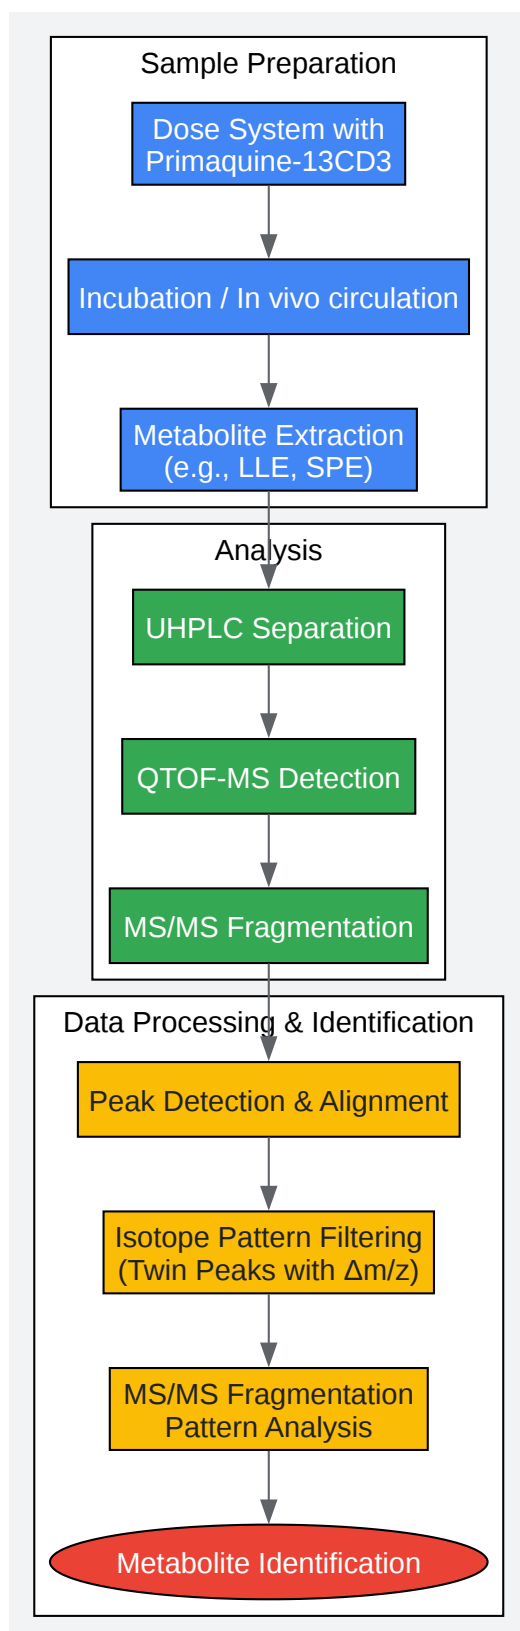 Sample Preparation
Dose System with
Primaquine-13CD3
Incubation / In vivo circulation
Metabolite Extraction
(e.g., LLE, SPE)
Analysis
UHPLC Separation
QTOF-MS Detection
MS/MS Fragmentation
Data Processing & Identification
Peak Detection & Alignment
Isotope Pattern Filtering
(Twin Peaks with Δm/z)
MS/MS Fragmentation
Pattern Analysis
Metabolite Identification